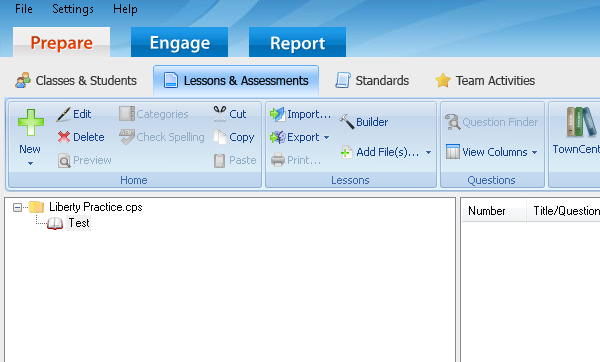 File Settings Help
Prepare Engage Report
Classes & Students Lessons & Assessments Standards Team Activities
New Edit Categories Cut
Delete Check Spelling Copy
Preview Paste
Home
Import... Builder
Export
Print... Add File(s)...
Lessons
Question Finder
View Columns
Questions
TownCent
Liberty Practice.cps
Test
Number Title/Question